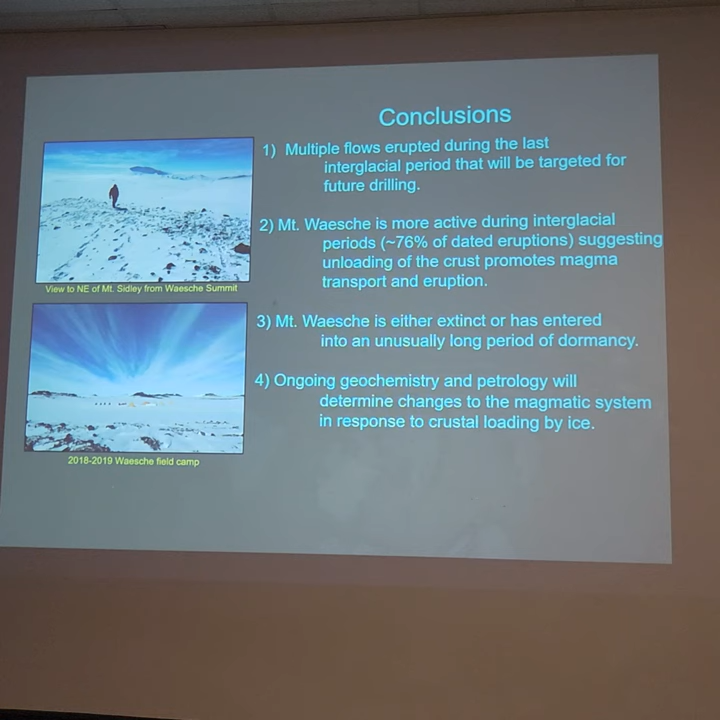 Conclusions
1) Multiple flows erupted during the last
interglacial period that will be targeted for
future drilling.
2) Mt. Waesche is more active during interglacial
periods (~76% of dated eruptions) suggesting
unloading of the crust promotes magma
transport and eruption.
3) Mt. Waesche is either extinct or has entered
into an unusually long period of dormancy.
4) Ongoing geochemistry and petrology will
determine changes to the magmatic system
in response to crustal loading by ice.
View to NE of Mt. Sidley from Waesche Summit
2018-2019 Waesche field camp